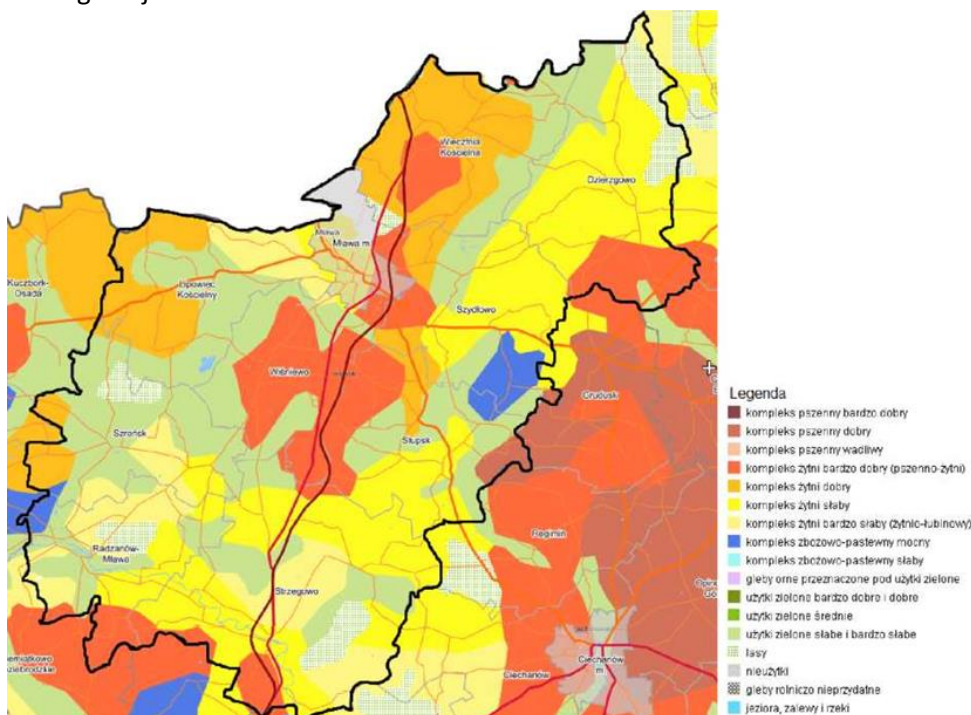 Wieczfnia
Kościelna
Dzierzgowo
Mława
Mława m.
Kuczbork-
Osada
Lipowiec
Kościelny
Szydłowo
Wiśniewo
Grudusk
Szreńsk
Stupsk
Regimin
Radzanów-
Mława
Strzegowo
Ciechanów
Ciechanów
m.
Legenda
kompleks pszenny bardzo dobry
kompleks pszenny dobry
kompleks pszenny wadliwy
kompleks żytni bardzo dobry (pszenno-żytni)
kompleks żytni dobry
kompleks żytni słaby
kompleks żytni bardzo słaby (żytnio-łubinowy)
kompleks zbożowo-pastewny mocny
kompleks zbożowo-pastewny słaby
gleby orne przeznaczone pod użytki zielone
użytki zielone bardzo dobre i dobre
użytki zielone średnie
użytki zielone słabe i bardzo słabe
lasy
nieużytki
gleby rolniczo nieprzydatne
jeziora, zalewy i rzeki